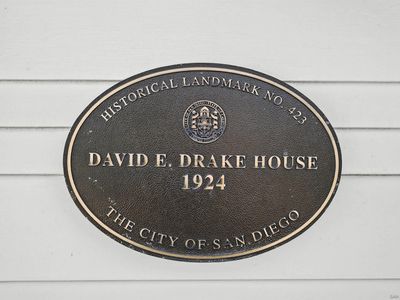 HISTORICAL LANDMARK NO. 423
DAVID E. DRAKE HOUSE
1924
THE CITY OF SAN DIEGO